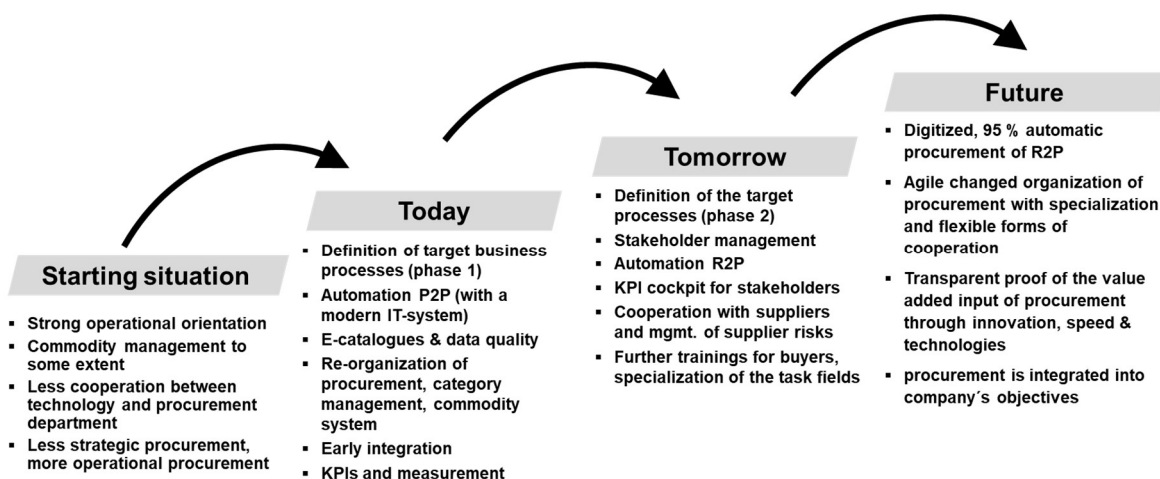 Starting situation
▪ Strong operational orientation
▪ Commodity management to
some extent
▪ Less cooperation between
technology and procurement
department
▪ Less strategic procurement,
more operational procurement
Today
▪ Definition of target business
processes (phase 1)
▪ Automation P2P (with a
modern IT-system)
▪ E-catalogues & data quality
▪ Re-organization of
procurement, category
management, commodity
system
▪ Early integration
▪ KPIs and measurement
Tomorrow
▪ Definition of the target
processes (phase 2)
▪ Stakeholder management
▪ Automation R2P
▪ KPI cockpit for stakeholders
▪ Cooperation with suppliers
and mgmt. of supplier risks
▪ Further trainings for buyers,
specialization of the task fields
Future
▪ Digitized, 95 % automatic
procurement of R2P
▪ Agile changed organization of
procurement with specialization
and flexible forms of
cooperation
▪ Transparent proof of the value
added input of procurement
through innovation, speed &
technologies
▪ procurement is integrated into
company´s objectives